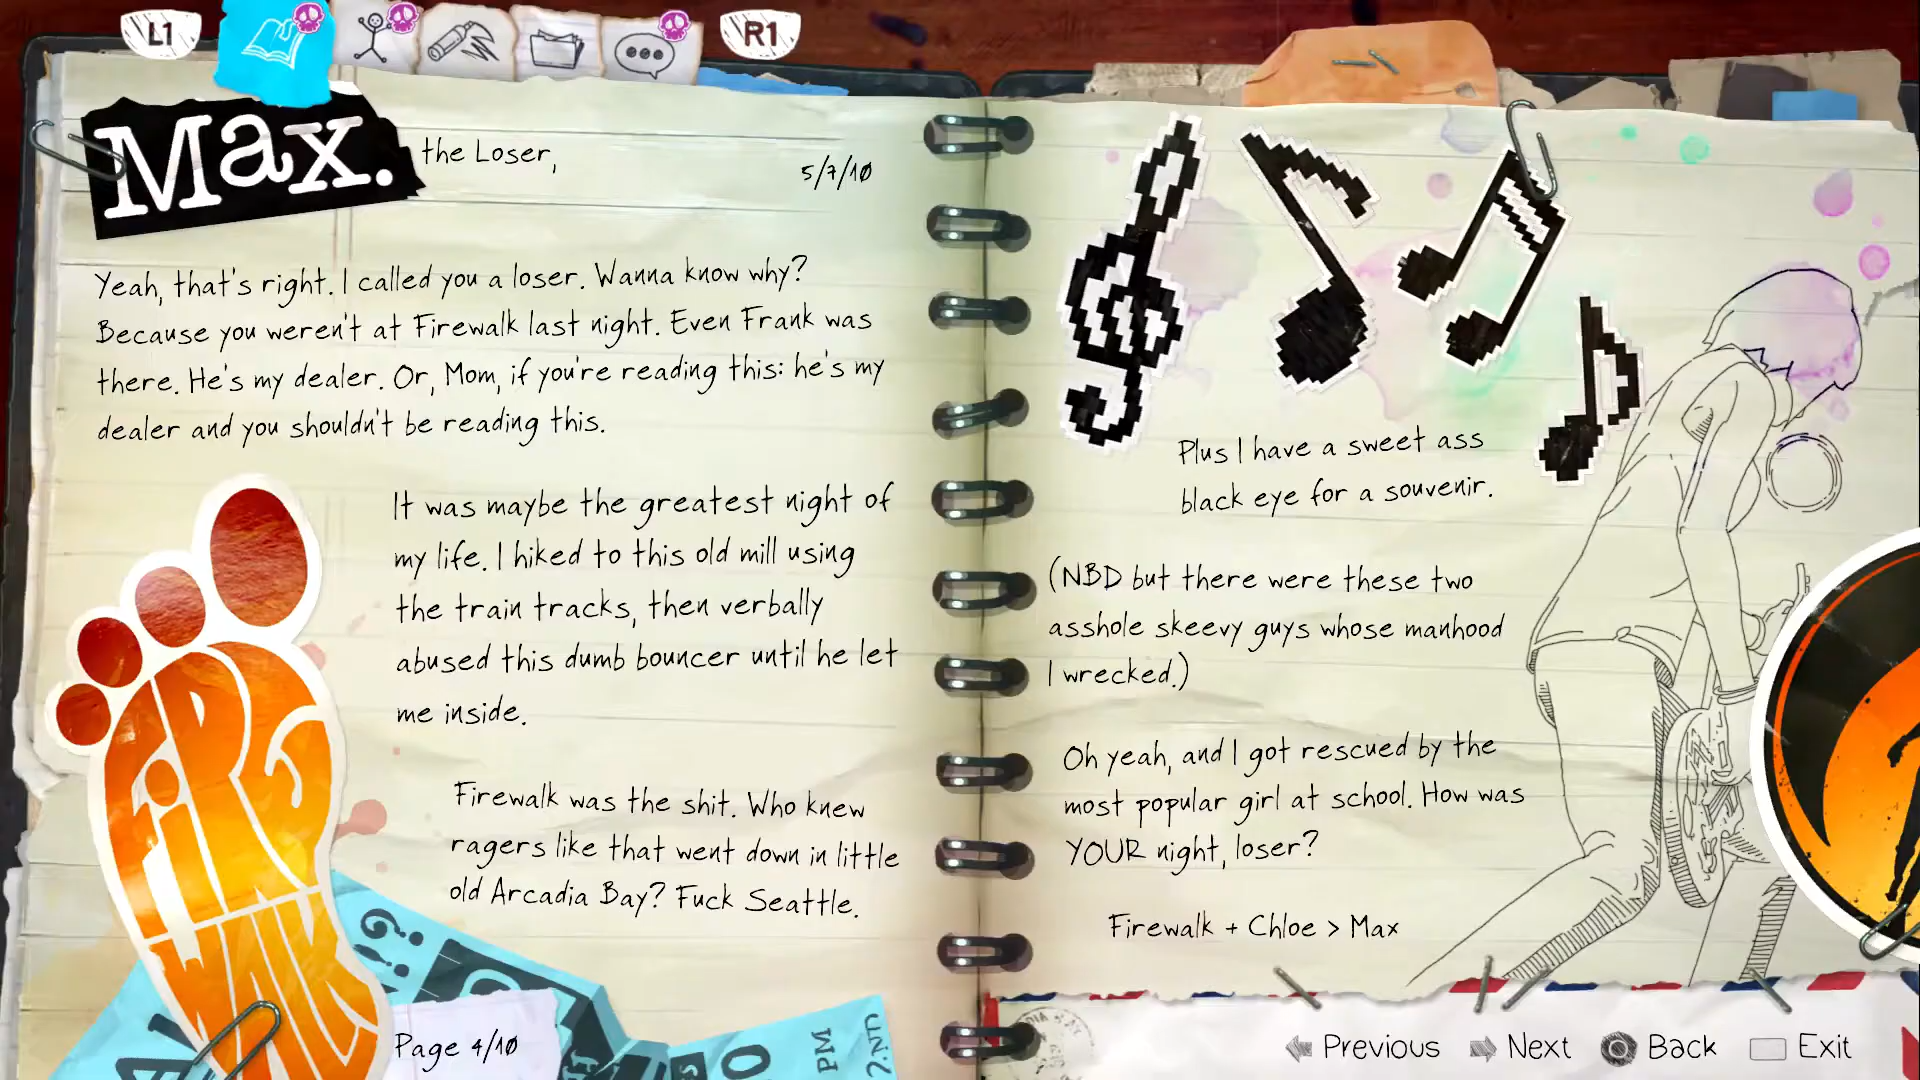 L1
R1
Max.
the Loser,
5/7/10
Yeah, that's right. I called you a loser. Wanna know why?
Because you weren't at Firewalk last night. Even Frank was
there. He's my dealer. Or, Mom, if you're reading this: he's my
dealer and you shouldn't be reading this.
It was maybe the greatest night of
my life. I hiked to this old mill using
the train tracks, then verbally
abused this dumb bouncer until he let
me inside.
Firewalk was the shit. Who knew
ragers like that went down in little
old Arcadia Bay? Fuck Seattle.
FIRE
WALK
PM
Page 4/10
Plus I have a sweet ass
black eye for a souvenir.
(NBD but there were these two
asshole skeevy guys whose manhood
I wrecked.)
Oh yeah, and I got rescued by the
most popular girl at school. How was
YOUR night, loser?
Firewalk + Chloe > Max
Previous
Next
Back
Exit